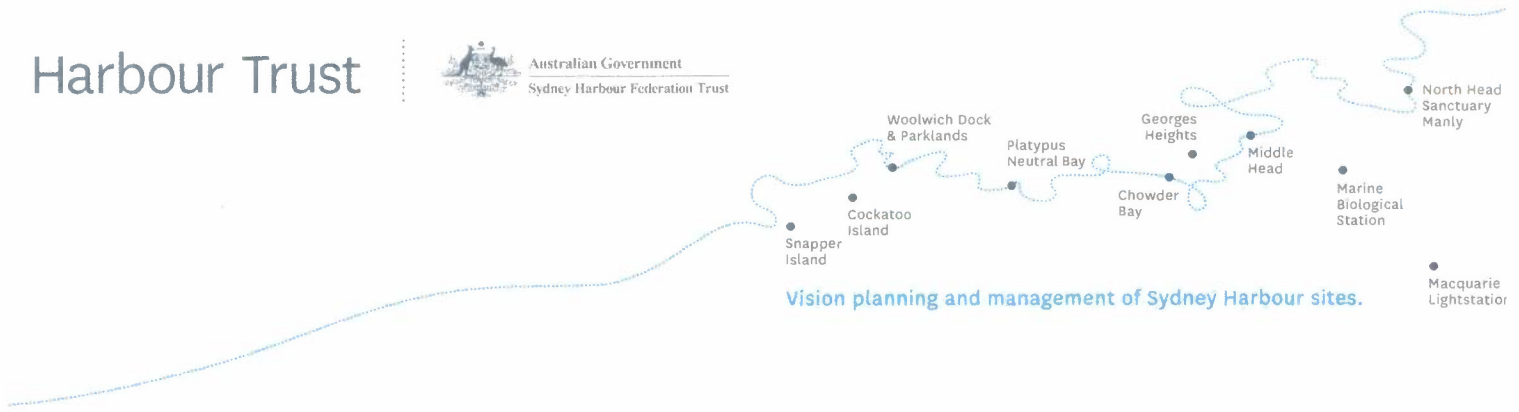 Harbour Trust
Australian Government
Sydney Harbour Federation Trust
Woolwich Dock
& Parklands
Platypus
Neutral Bay
Georges
Heights
Middle
Head
North Head
Sanctuary
Manly
Chowder
Bay
Marine
Biological
Station
Cockatoo
Island
Snapper
Island
Macquarie
Lightstation
Vision planning and management of Sydney Harbour sites.